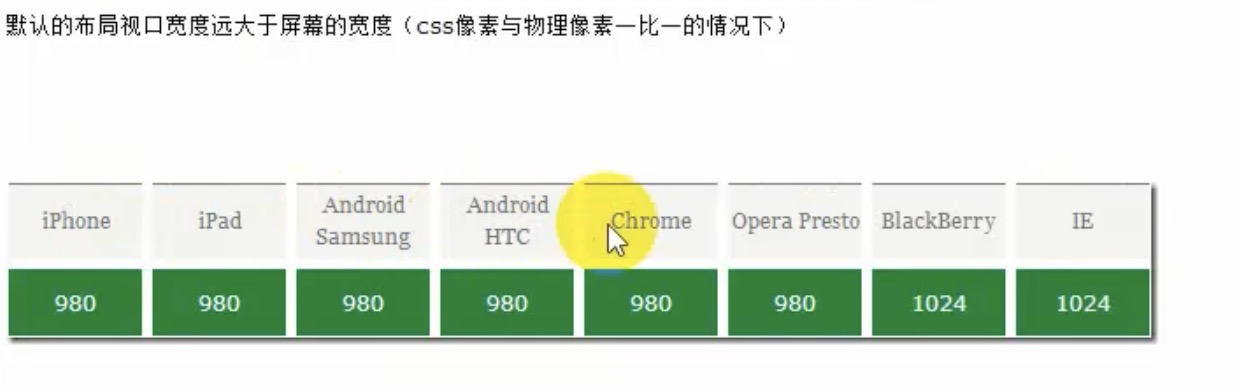 默认的布局视口宽度远大于屏幕的宽度（css像素与物理像素一比一的情况下）
iPhone iPad Android Samsung Android HTC Chrome Opera Presto BlackBerry IE
980 980 980 980 980 980 1024 1024